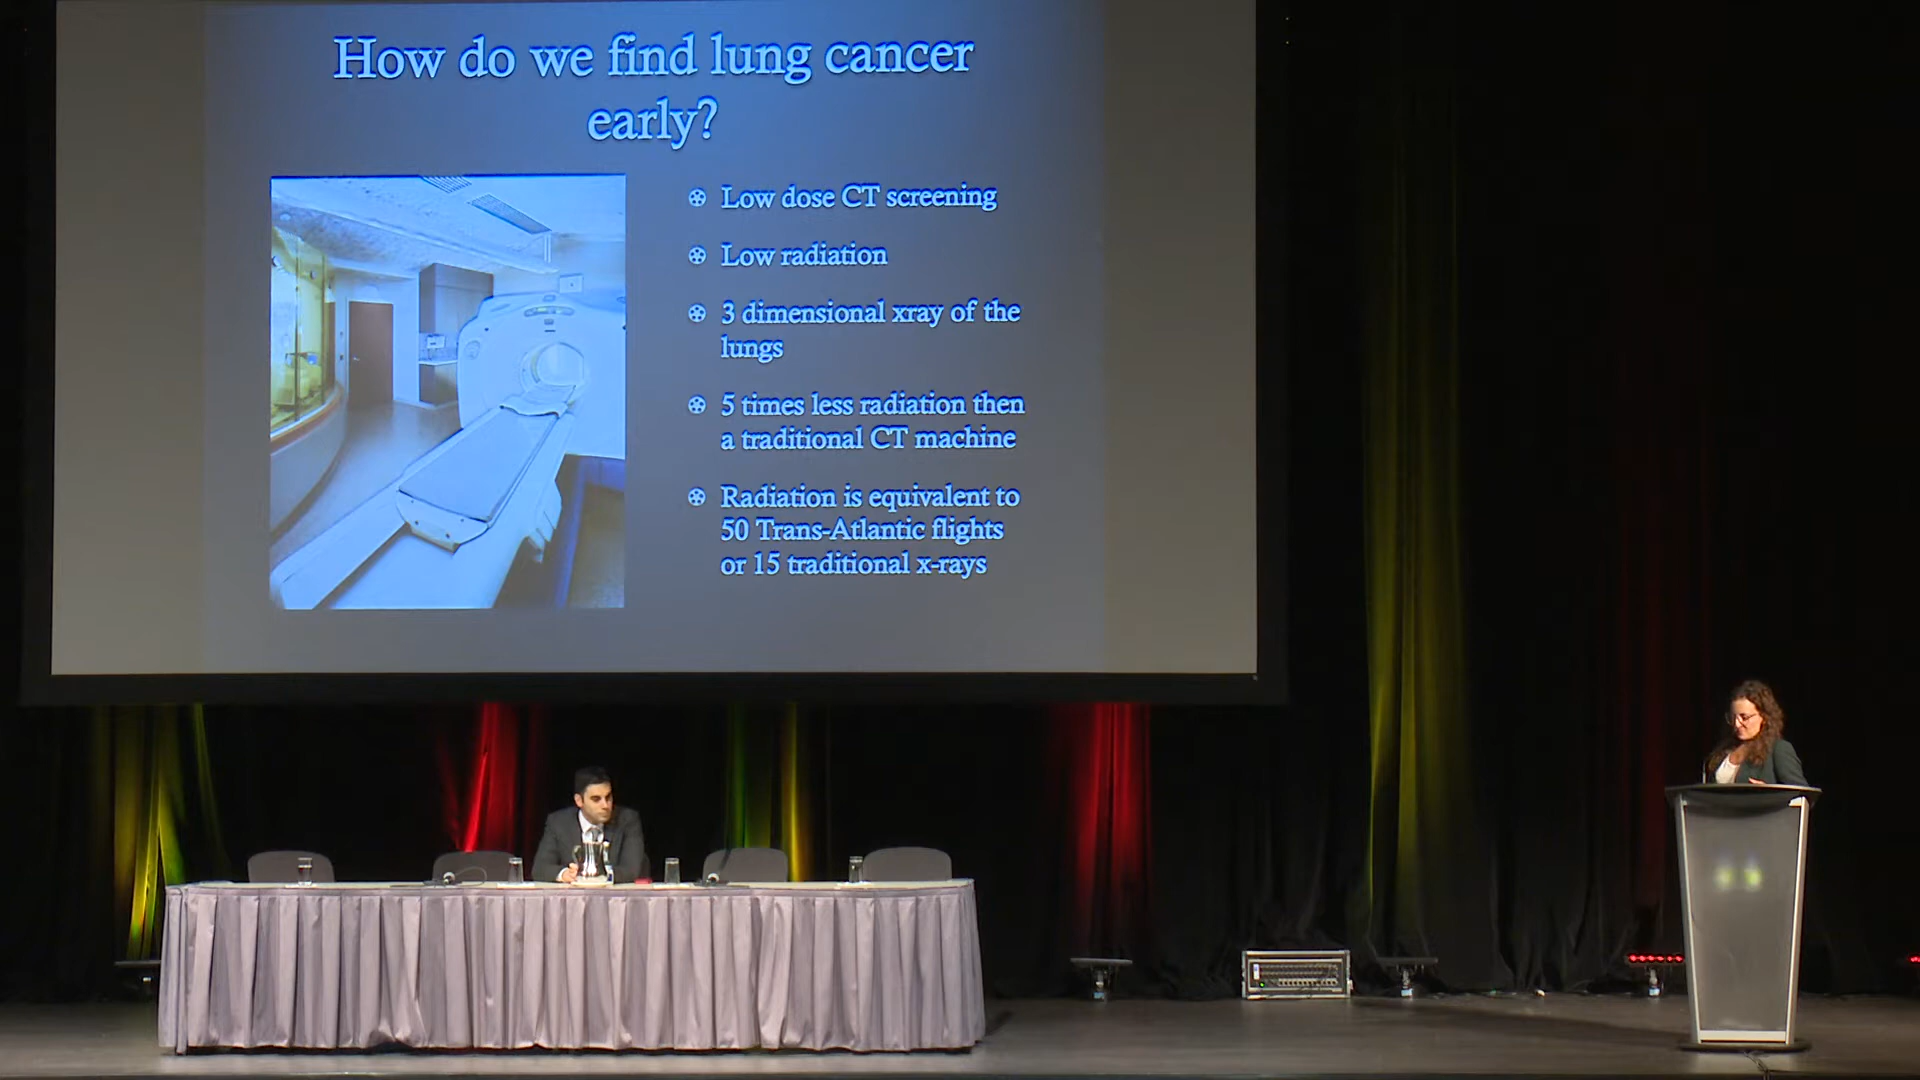 How do we find lung cancer
early?
Low dose CT screening
Low radiation
3 dimensional xray of the
lungs
5 times less radiation then
a traditional CT machine
Radiation is equivalent to
50 Trans-Atlantic flights
or 15 traditional x-rays